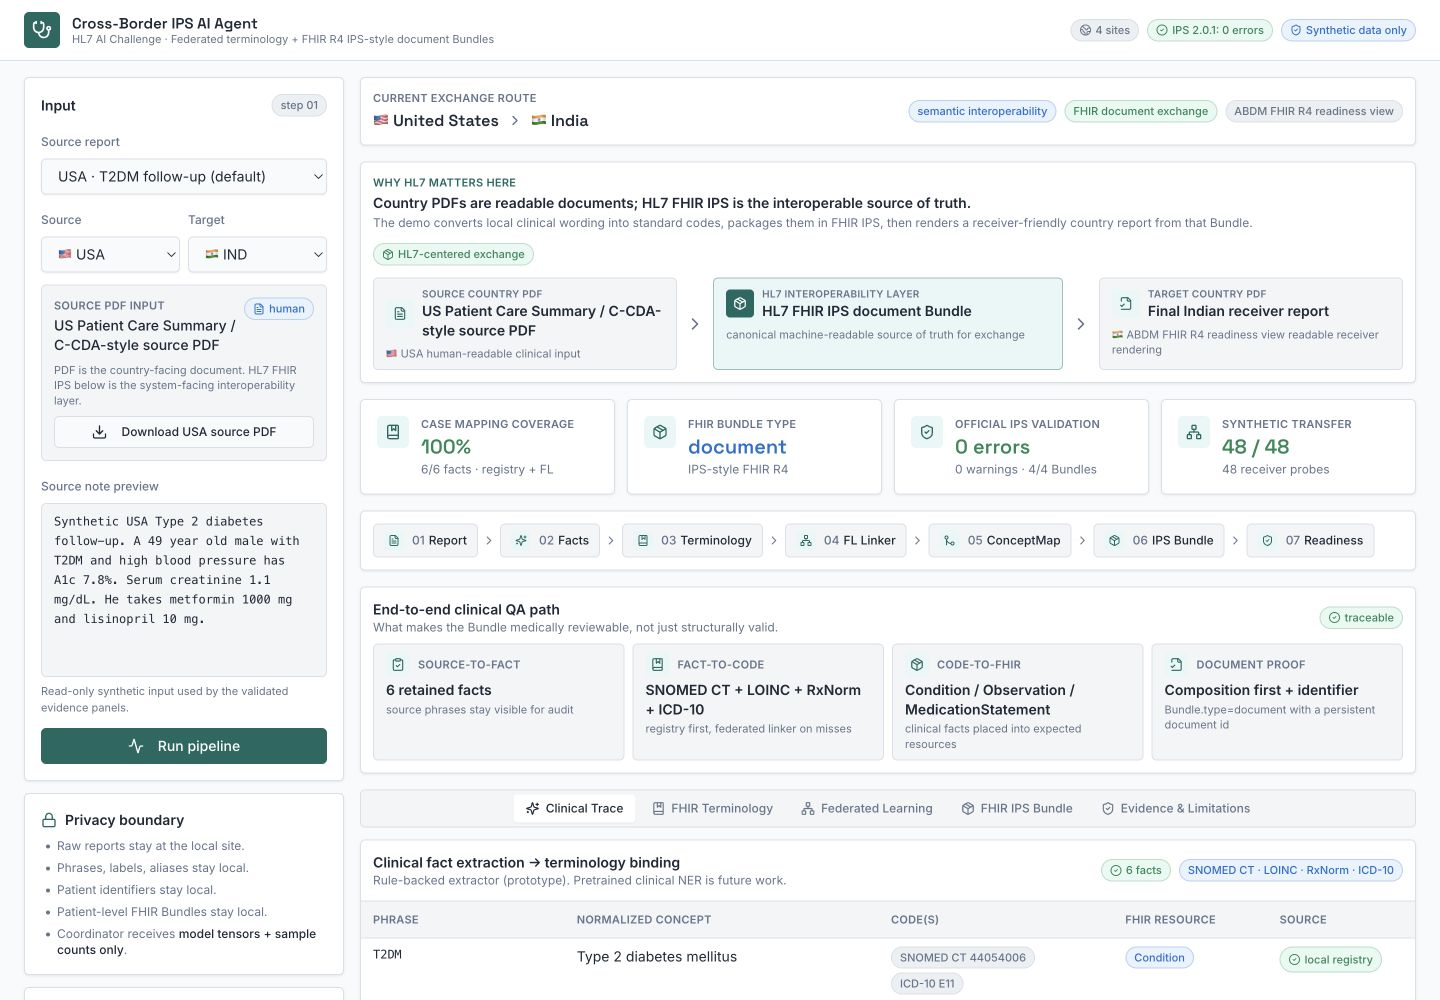 Cross-Border IPS AI Agent
HL7 AI Challenge · Federated terminology + FHIR R4 IPS-style document Bundles
4 sites
IPS 2.0.1: 0 errors
Synthetic data only
Input
step 01
Source report
USA · T2DM follow-up (default)
Source
Target
🇺🇸 USA
🇮🇳 IND
SOURCE PDF INPUT
human
US Patient Care Summary /
C-CDA-style source PDF
PDF is the country-facing document. HL7 FHIR
IPS below is the system-facing interoperability
layer.
Download USA source PDF
Source note preview
Synthetic USA Type 2 diabetes
follow-up. A 49 year old male with
T2DM and high blood pressure has
A1c 7.8%. Serum creatinine 1.1
mg/dL. He takes metformin 1000 mg
and lisinopril 10 mg.
Read-only synthetic input used by the validated
evidence panels.
Run pipeline
Privacy boundary
• Raw reports stay at the local site.
• Phrases, labels, aliases stay local.
• Patient identifiers stay local.
• Patient-level FHIR Bundles stay local.
• Coordinator receives model tensors + sample
counts only.
CURRENT EXCHANGE ROUTE
🇺🇸 United States > 🇮🇳 India
semantic interoperability
FHIR document exchange
ABDM FHIR R4 readiness view
WHY HL7 MATTERS HERE
Country PDFs are readable documents; HL7 FHIR IPS is the interoperable source of truth.
The demo converts local clinical wording into standard codes, packages them in FHIR IPS, then renders a receiver-friendly country report from that Bundle.
HL7-centered exchange
SOURCE COUNTRY PDF
US Patient Care Summary / C-CDA-
style source PDF
🇺🇸 USA human-readable clinical input
HL7 INTEROPERABILITY LAYER
HL7 FHIR IPS document Bundle
canonical machine-readable source of truth for exchange
TARGET COUNTRY PDF
Final Indian receiver report
🇮🇳 ABDM FHIR R4 readiness view readable receiver
rendering
CASE MAPPING COVERAGE
100%
6/6 facts · registry + FL
FHIR BUNDLE TYPE
document
IPS-style FHIR R4
OFFICIAL IPS VALIDATION
0 errors
0 warnings · 4/4 Bundles
SYNTHETIC TRANSFER
48 / 48
48 receiver probes
01 Report > 02 Facts > 03 Terminology > 04 FL Linker > 05 ConceptMap > 06 IPS Bundle > 07 Readiness
End-to-end clinical QA path
What makes the Bundle medically reviewable, not just structurally valid.
traceable
SOURCE-TO-FACT
6 retained facts
source phrases stay visible for audit
FACT-TO-CODE
SNOMED CT + LOINC + RxNorm
+ ICD-10
registry first, federated linker on misses
CODE-TO-FHIR
Condition / Observation /
MedicationStatement
clinical facts placed into expected
resources
DOCUMENT PROOF
Composition first + identifier
Bundle.type=document with a persistent
document id
Clinical Trace
FHIR Terminology
Federated Learning
FHIR IPS Bundle
Evidence & Limitations
Clinical fact extraction → terminology binding
Rule-backed extractor (prototype). Pretrained clinical NER is future work.
6 facts
SNOMED CT · LOINC · RxNorm · ICD-10
PHRASE NORMALIZED CONCEPT CODE(S) FHIR RESOURCE SOURCE
T2DM Type 2 diabetes mellitus SNOMED CT 44054006 Condition local registry
ICD-10 E11